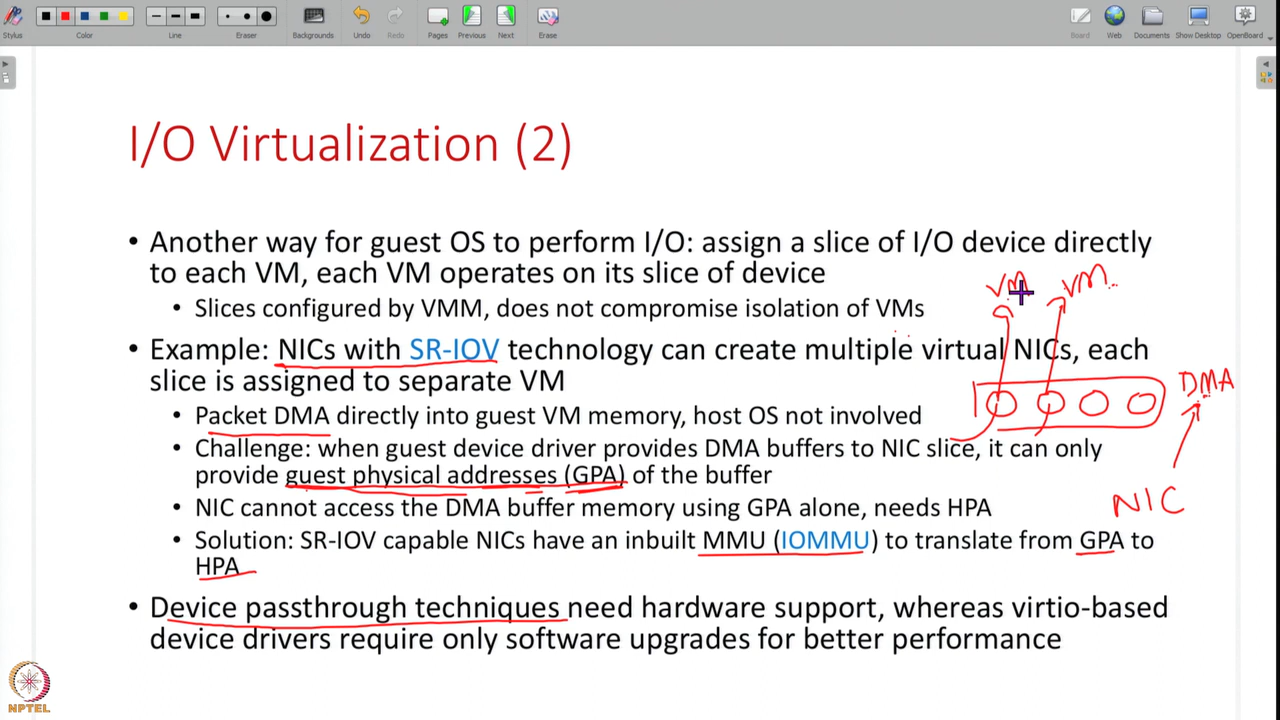 Stylus
Color
Line
Eraser
Backgrounds
Undo
Redo
Pages
Previous
Next
Erase
Board
Web
Documents
Show Desktop
OpenBoard
I/O Virtualization (2)
• Another way for guest OS to perform I/O: assign a slice of I/O device directly
to each VM, each VM operates on its slice of device
• Slices configured by VMM, does not compromise isolation of VMs
• Example: NICs with SR-IOV technology can create multiple virtual NICs, each
slice is assigned to separate VM
• Packet DMA directly into guest VM memory, host OS not involved
• Challenge: when guest device driver provides DMA buffers to NIC slice, it can only
provide guest physical addresses (GPA) of the buffer
• NIC cannot access the DMA buffer memory using GPA alone, needs HPA
• Solution: SR-IOV capable NICs have an inbuilt MMU (IOMMU) to translate from GPA to
HPA
• Device passthrough techniques need hardware support, whereas virtio-based
device drivers require only software upgrades for better performance
VM
VM
DMA
NIC
NPTEL